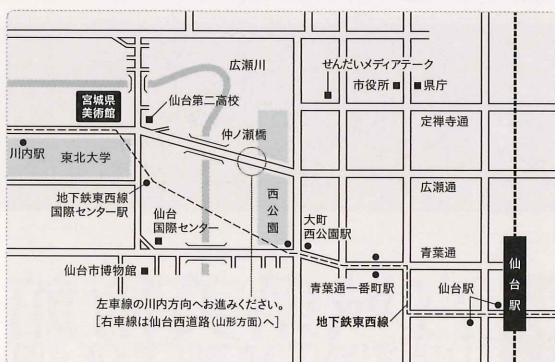 広瀬川
せんだいメディアテーク
市役所
県庁
宮城県
美術館
仙台第二高校
定禅寺通
仲ノ瀬橋
川内駅
東北大学
地下鉄東西線
国際センター駅
広瀬通
西公園
仙台
国際センター
大町
西公園駅
青葉通
仙台市博物館
仙台駅
青葉通一番町駅
仙台駅
左車線の川内方向へお進みください。
[右車線は仙台西道路(山形方面)へ]
地下鉄東西線